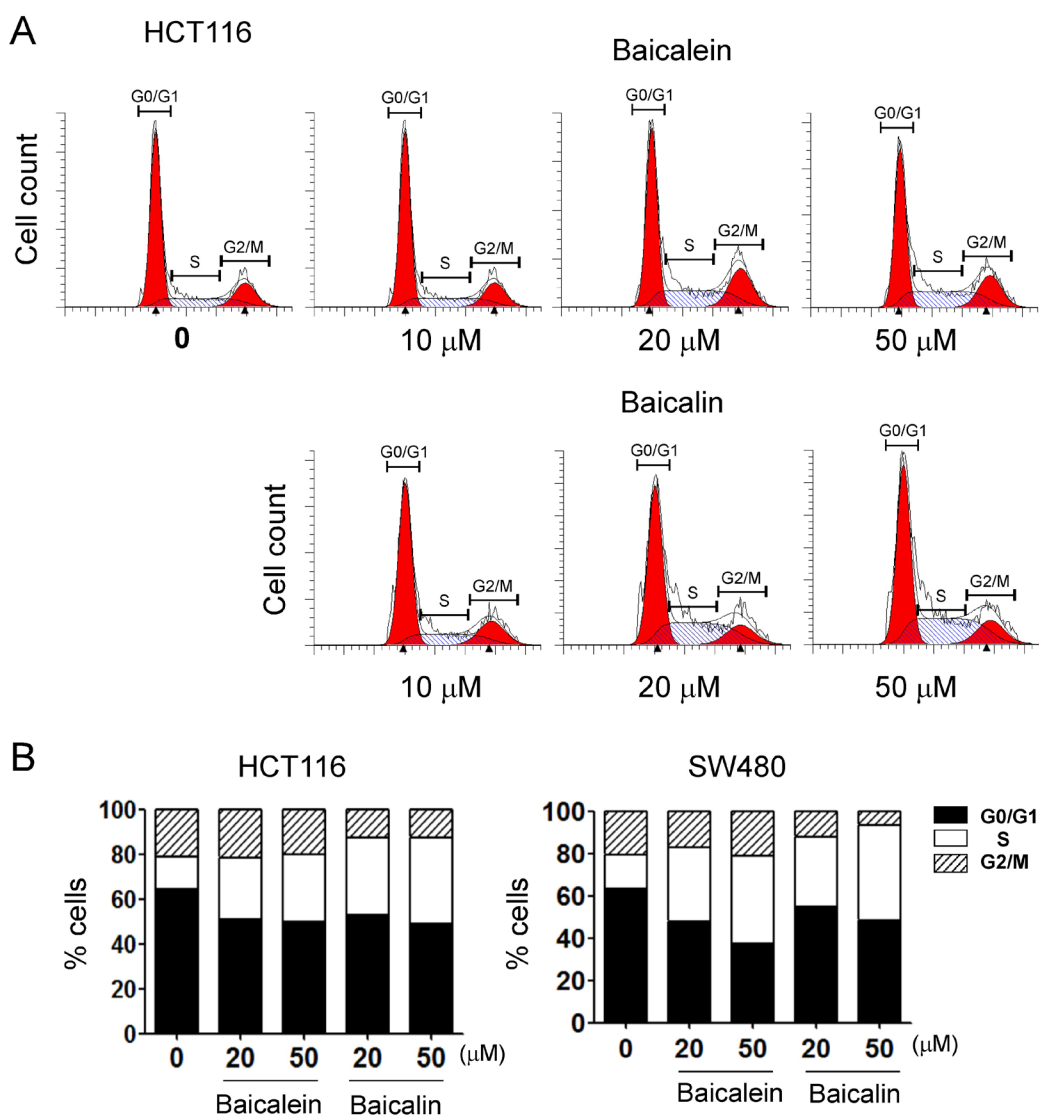 A
HCT116
Baicalein
Cell count
G0/G1
S
G2/M
0
G0/G1
S
G2/M
10 μM
G0/G1
S
G2/M
20 μM
G0/G1
S
G2/M
50 μM
Baicalin
Cell count
G0/G1
S
G2/M
10 μM
G0/G1
S
G2/M
20 μM
G0/G1
S
G2/M
50 μM
B
HCT116
% cells
100
80
60
40
20
0
0 20 50 20 50 (μM)
Baicalein Baicalin
SW480
% cells
100
80
60
40
20
0
0 20 50 20 50 (μM)
Baicalein Baicalin
G0/G1
S
G2/M